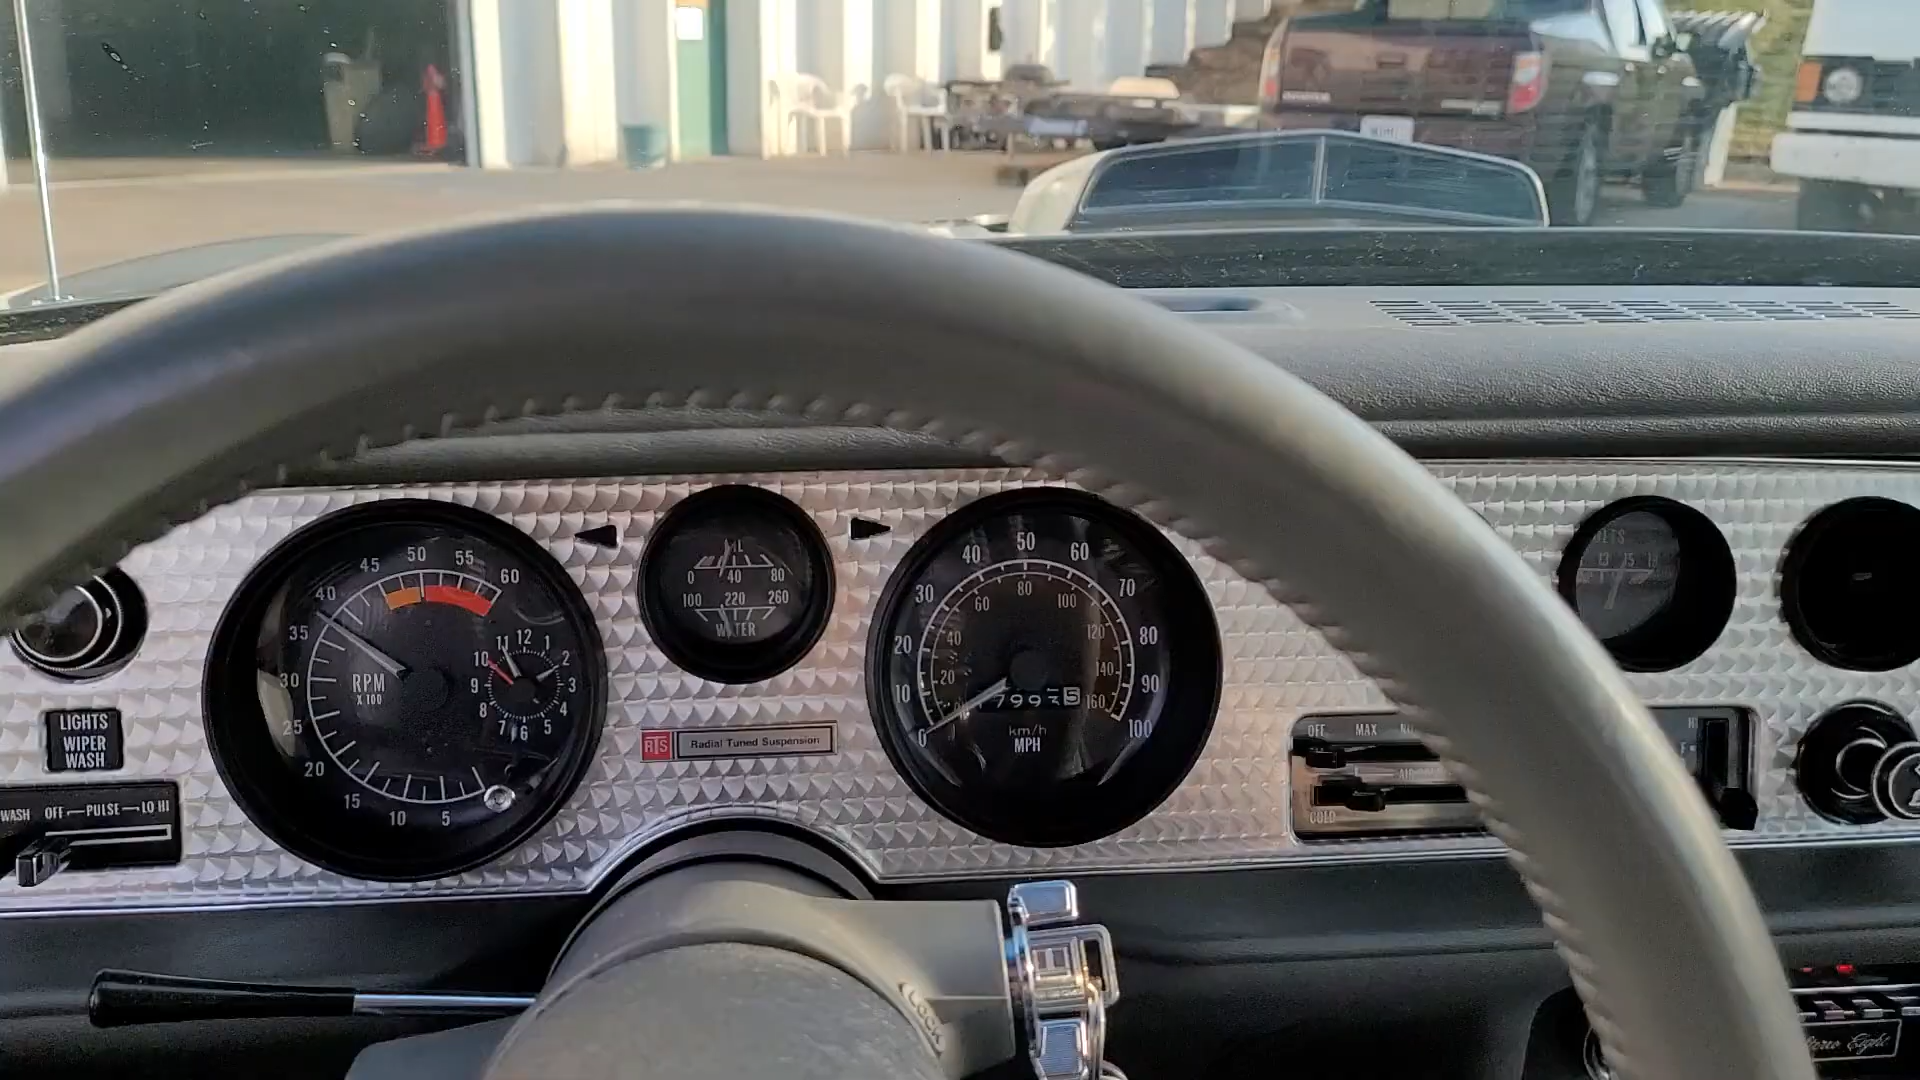 45 50 55 60
40
35
30
25
20
15
10
5
RPM
X 100
12 1 2 3 4 5 6 7 8 9 10 11
0 40 80
100 220 260
WATER
RTS Radial Tuned Suspension
0 10 20 30 40 50 60 70 80 90 100
20 40 60 80 100 120 140 160
km/h
MPH
LIGHTS
WIPER
WASH
WASH OFF PULSE LO HI
13 15
OFF MAX
COLD
LOCK